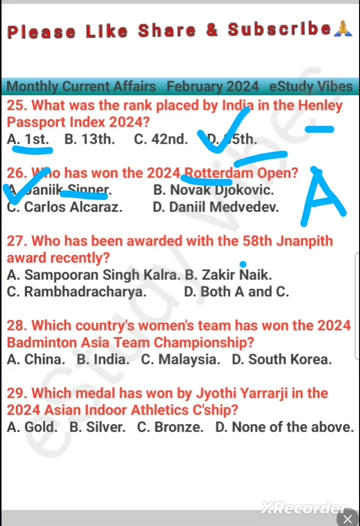 Please Like Share & Subscribe🙏
Monthly Current Affairs February 2024 eStudy Vibes
25. What was the rank placed by India in the Henley
Passport Index 2024?
A. 1st. B. 13th. C. 42nd. D. 85th.
26. Who has won the 2024 Rotterdam Open?
A. Janiik Sinner. B. Novak Djokovic.
C. Carlos Alcaraz. D. Daniil Medvedev.
A
27. Who has been awarded with the 58th Jnanpith
award recently?
A. Sampooran Singh Kalra. B. Zakir Naik.
C. Rambhadracharya. D. Both A and C.
28. Which country's women's team has won the 2024
Badminton Asia Team Championship?
A. China. B. India. C. Malaysia. D. South Korea.
29. Which medal has won by Jyothi Yarrarji in the
2024 Asian Indoor Athletics C'ship?
A. Gold. B. Silver. C. Bronze. D. None of the above.
eStudy Vibes
XRecorder